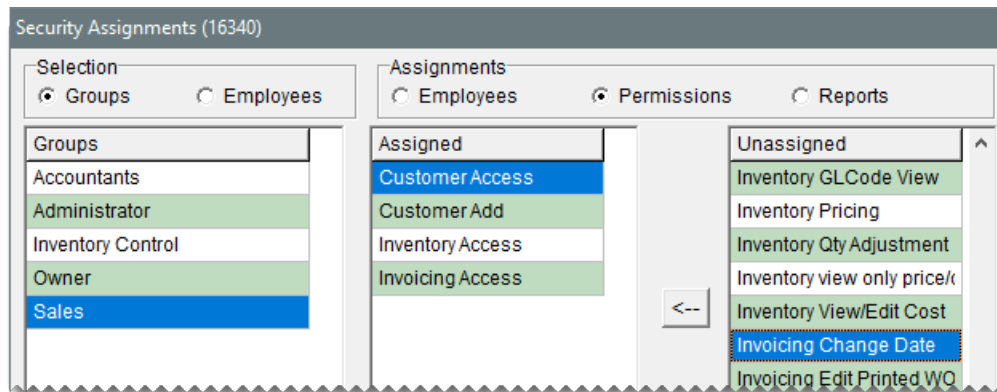 Security Assignments (16340)
Selection
Groups
Employees
Assignments
Employees
Permissions
Reports
Groups
Accountants
Administrator
Inventory Control
Owner
Sales
Assigned
Customer Access
Customer Add
Inventory Access
Invoicing Access
<--
Unassigned
Inventory GLCode View
Inventory Pricing
Inventory Qty Adjustment
Inventory view only price/
Inventory View/Edit Cost
Invoicing Change Date
Invoicing Edit Printed WO